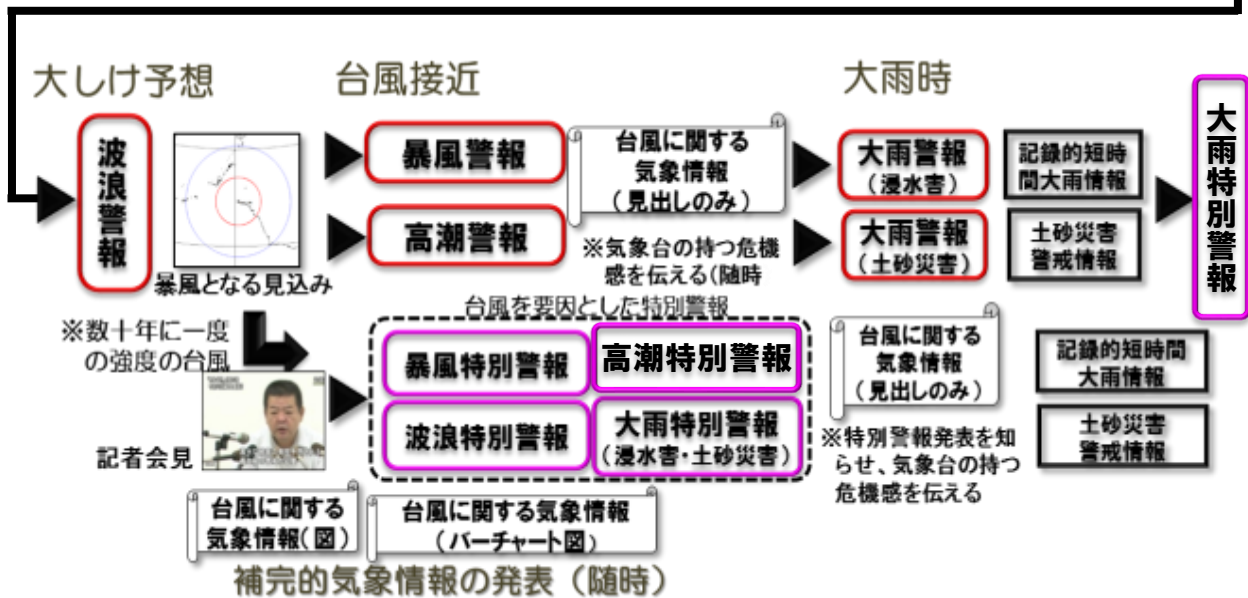 大しけ予想
台風接近
大雨時
波浪警報
暴風となる見込み
暴風警報
高潮警報
台風に関する
気象情報
(見出しのみ)
※気象台の持つ危機
感を伝える(随時
大雨警報
(浸水害)
大雨警報
(土砂災害)
記録的短時
間大雨情報
土砂災害
警戒情報
大雨特別警報
※数十年に一度
の強度の台風
記者会見
台風を要因とした特別警報
暴風特別警報
高潮特別警報
波浪特別警報
大雨特別警報
(浸水害・土砂災害)
台風に関する
気象情報
(見出しのみ)
※特別警報発表を知
らせ、気象台の持つ
危機感を伝える
記録的短時間
大雨情報
土砂災害
警戒情報
台風に関する
気象情報(図)
台風に関する気象情報
(バーチャート図)
補完的気象情報の発表(随時)